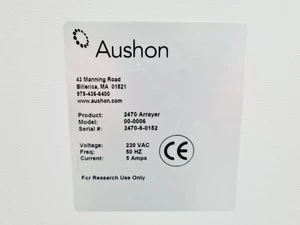 Aushon
43 Manning Road
Billerica, MA 01821
978-436-6400
www.aushon.com
Product: 2470 Arrayer
Model: 00-0006
Serial #: 2470-6-0152
Voltage: 230 VAC
Freq: 50 HZ
Current: 5 Amps
CE
For Research Use Only